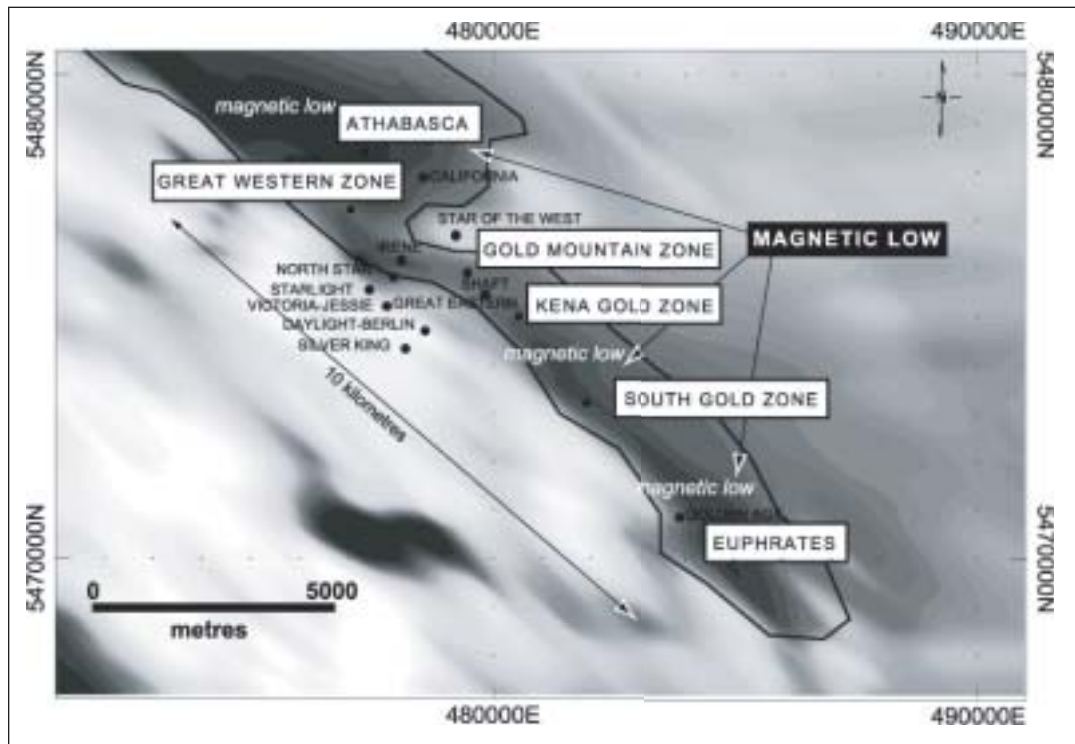 480000E
490000E
5480000N
5480000N
magnetic low
ATHABASCA
CALIFORNIA
GREAT WESTERN ZONE
STAR OF THE WEST
MAGNETIC LOW
IRENE
GOLD MOUNTAIN ZONE
NORTH STAR
SHAFT
STARLIGHT
KENA GOLD ZONE
VICTORIA-JESSIE
GREAT EASTERN
DAYLIGHT-BERLIN
SILVER KING
magnetic low
10 kilometres
SOUTH GOLD ZONE
magnetic low
EUPHRATES
5470000N
5470000N
0
5000
metres
480000E
490000E